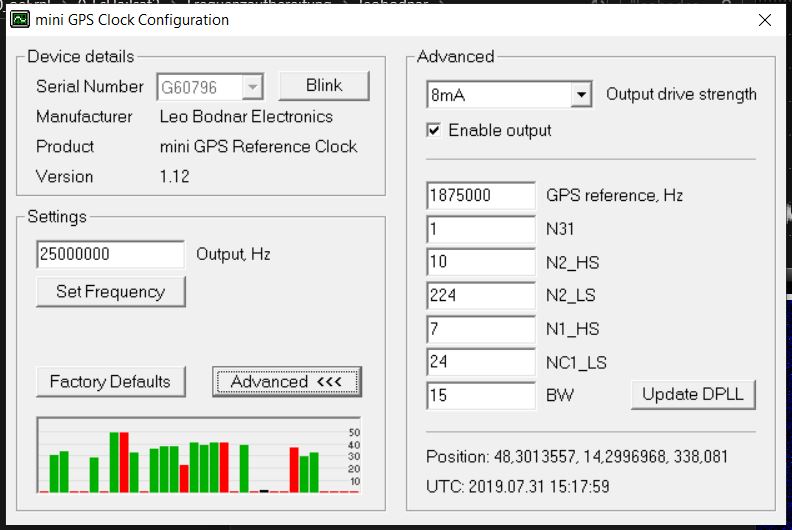 mini GPS Clock Configuration
Device details
Serial Number G60796 Blink
Manufacturer Leo Bodnar Electronics
Product mini GPS Reference Clock
Version 1.12
Settings
25000000 Output, Hz
Set Frequency
Factory Defaults Advanced <<<
50
40
30
20
10
Advanced
8mA Output drive strength
Enable output
1875000 GPS reference, Hz
1 N31
10 N2_HS
224 N2_LS
7 N1_HS
24 NC1_LS
15 BW Update DPLL
Position: 48,3013557, 14,2996968, 338,081
UTC: 2019.07.31 15:17:59